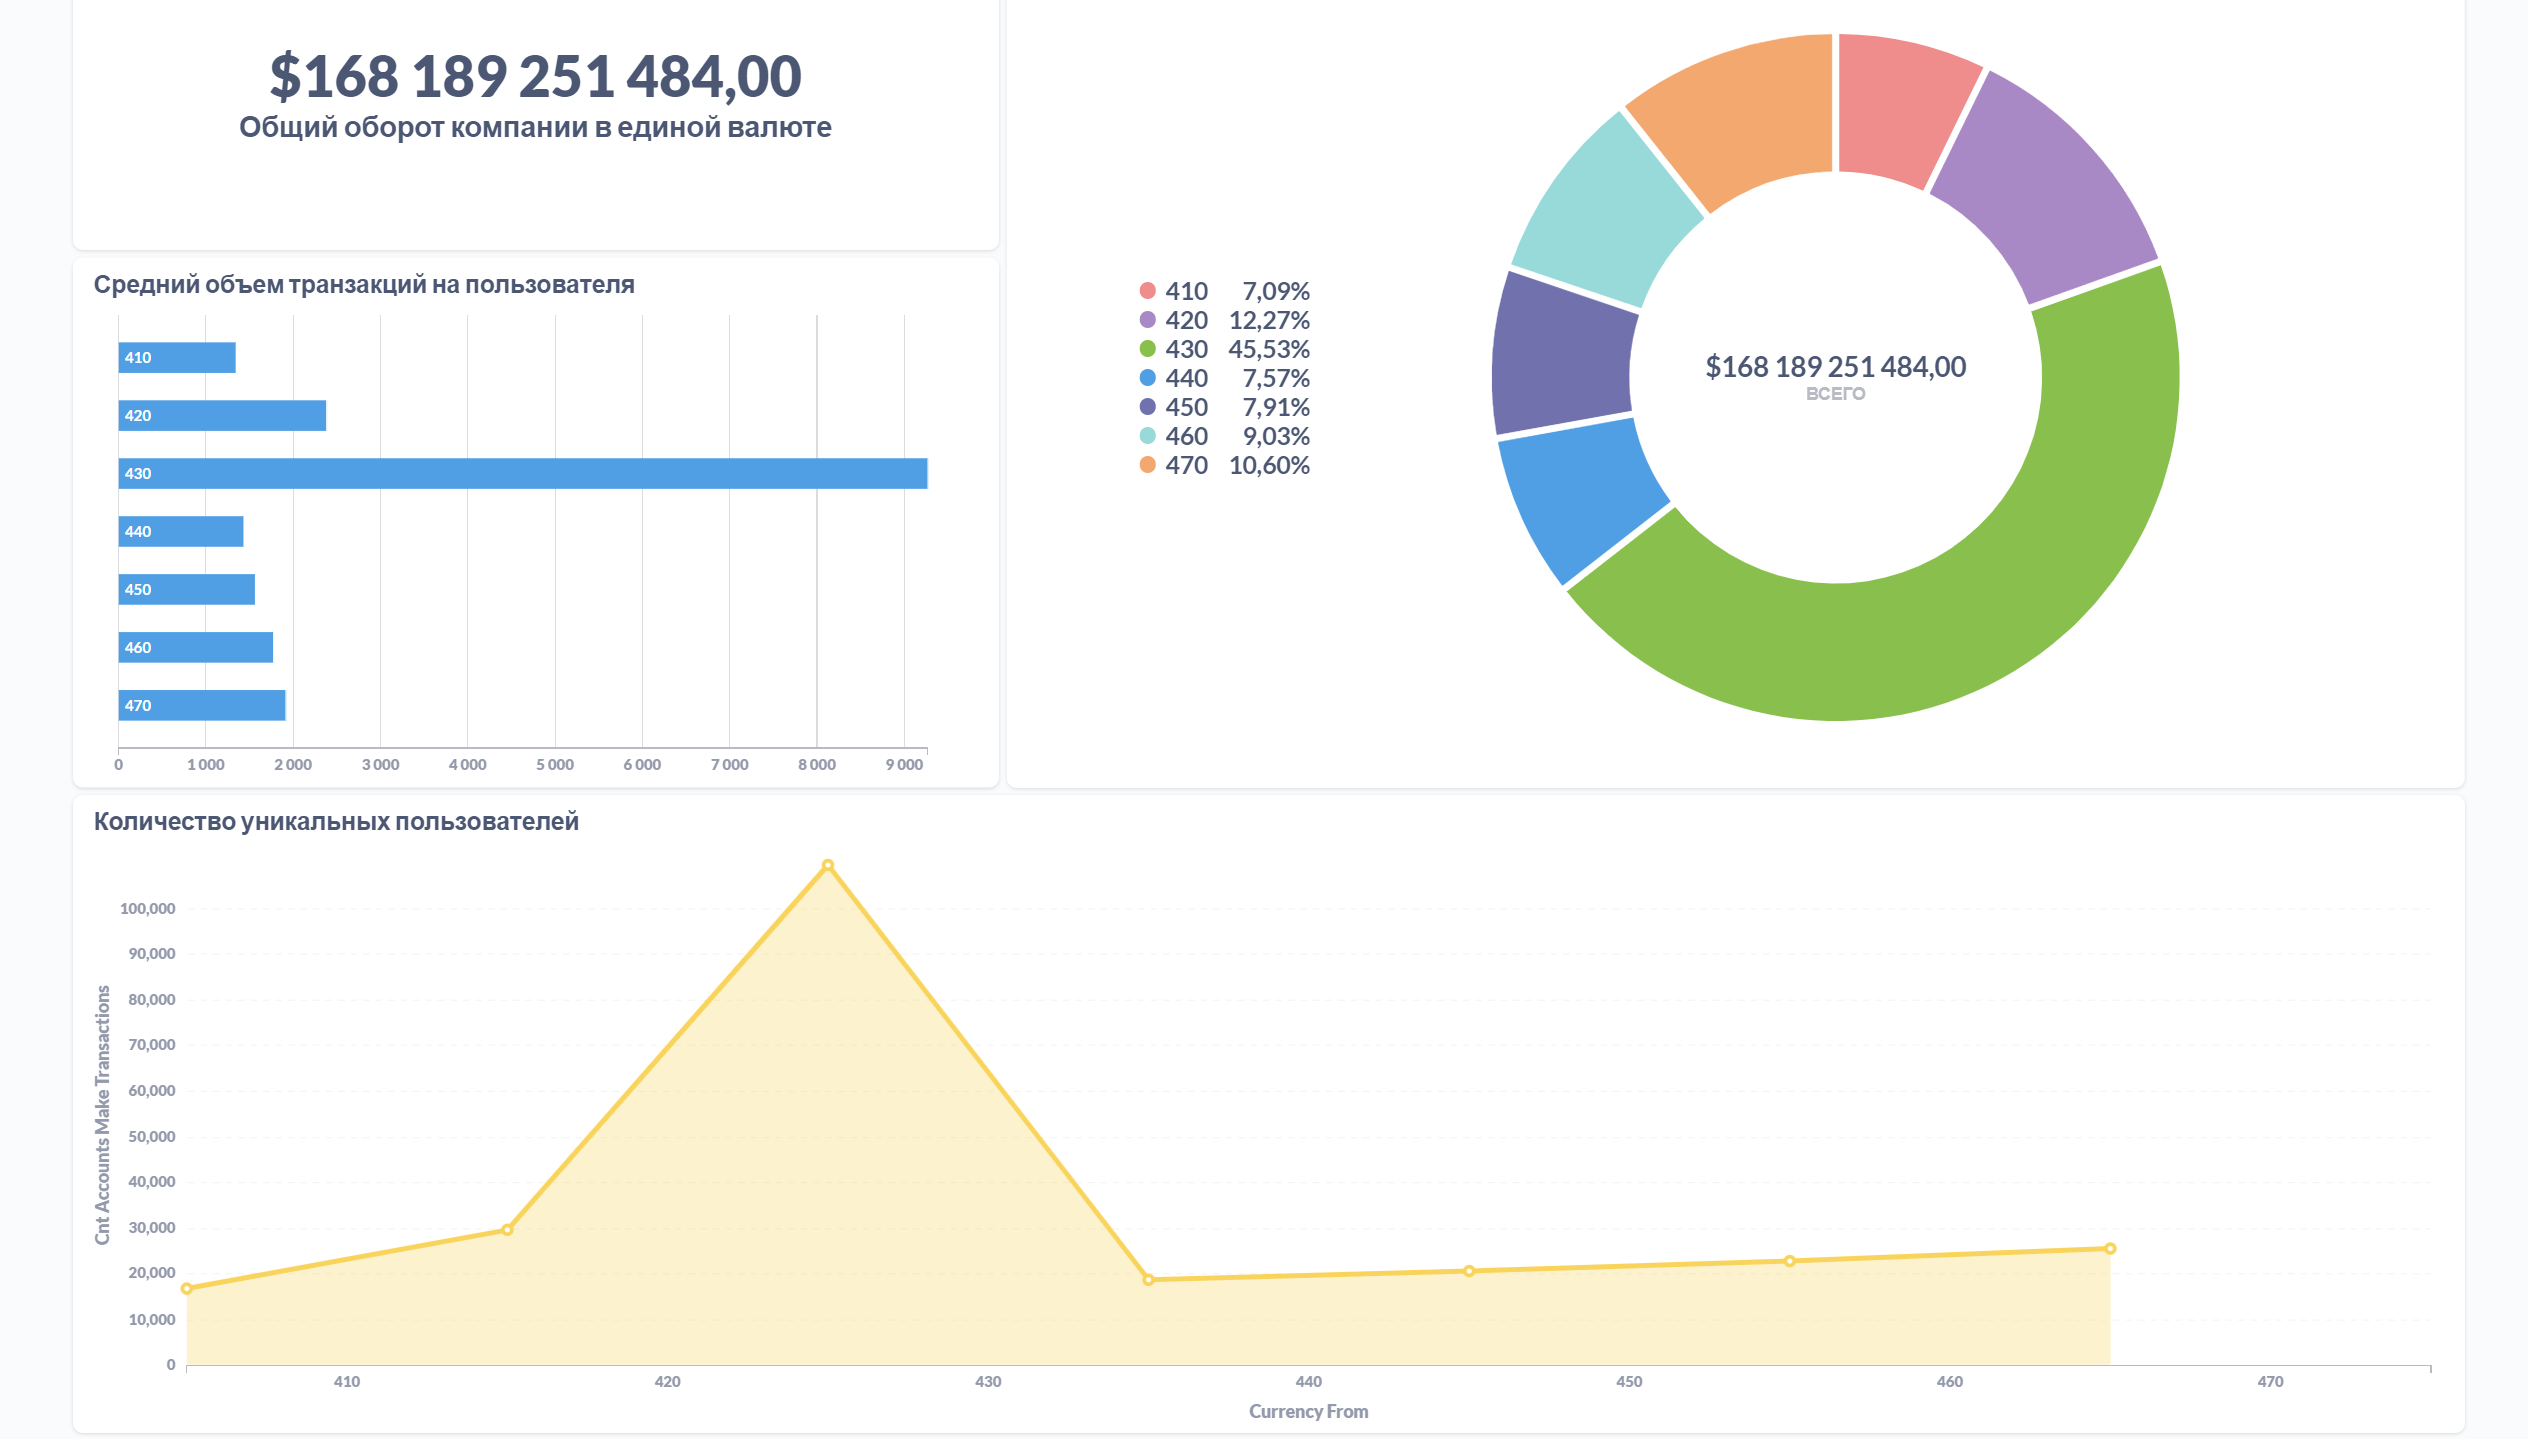 $168 189 251 484,00
Общий оборот компании в единой валюте
Средний объем транзакций на пользователя
410
420
430
440
450
460
470
0 1 000 2 000 3 000 4 000 5 000 6 000 7 000 8 000 9 000
410 7,09%
420 12,27%
430 45,53%
440 7,57%
450 7,91%
460 9,03%
470 10,60%
$168 189 251 484,00
ВСЕГО
Количество уникальных пользователей
Cnt Accounts Make Transactions
100,000
90,000
80,000
70,000
60,000
50,000
40,000
30,000
20,000
10,000
0
410 420 430 440 450 460 470
Currency From